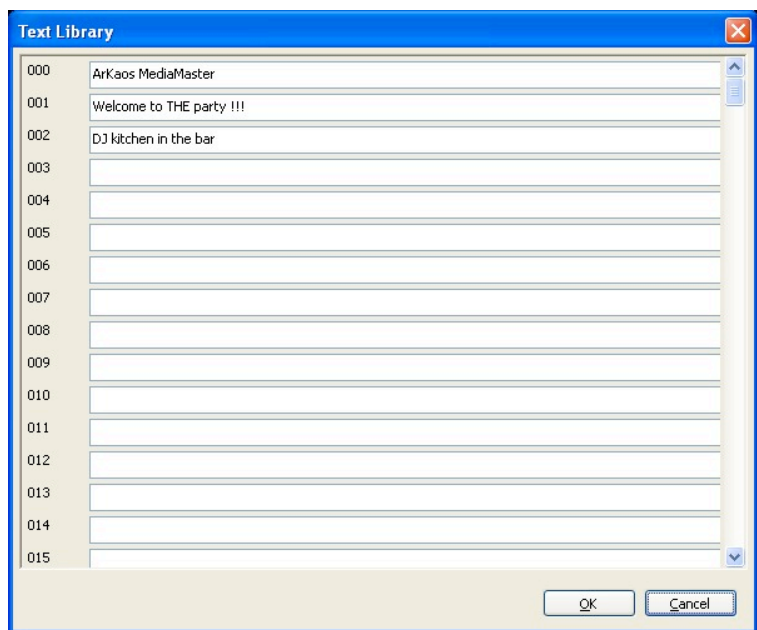 Text Library
000 ArKaos MediaMaster
001 Welcome to THE party !!!
002 DJ kitchen in the bar
003
004
005
006
007
008
009
010
011
012
013
014
015
OK Cancel